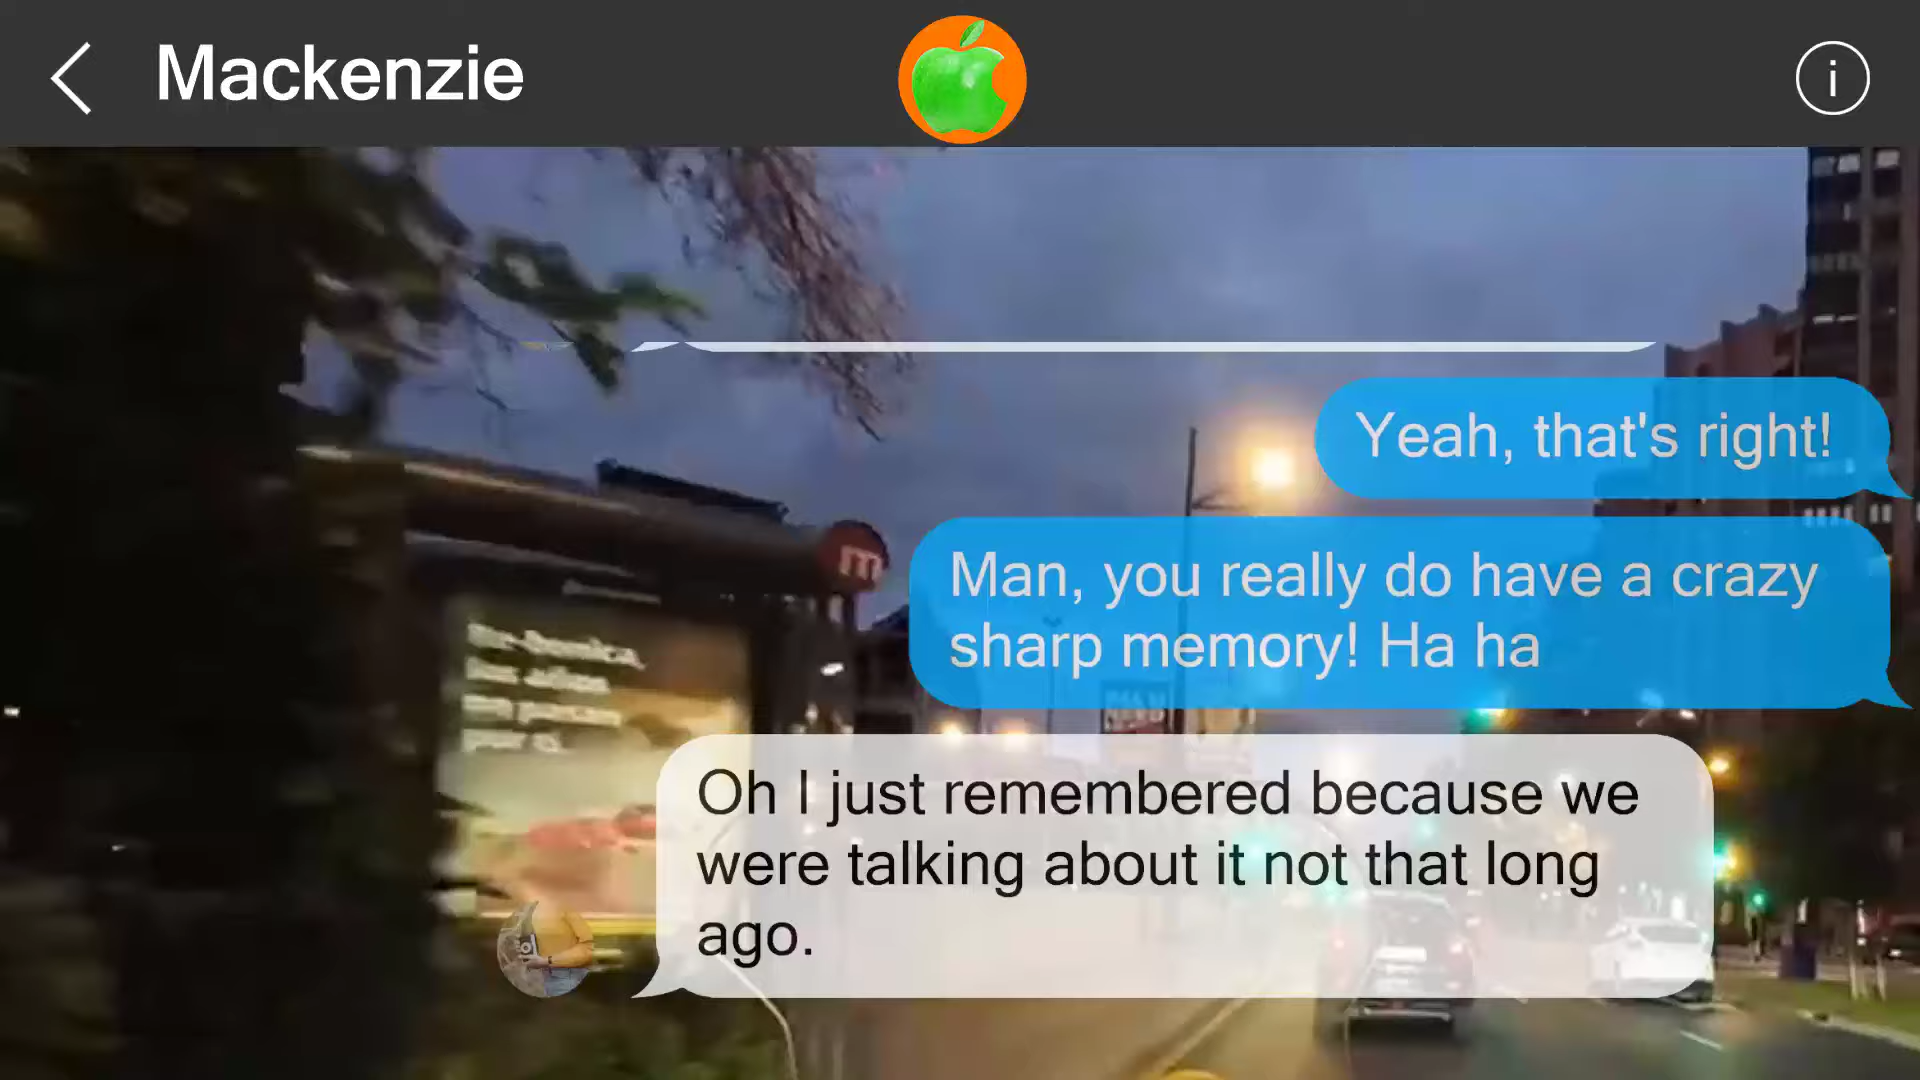 Mackenzie
i
Yeah, that's right!
Man, you really do have a crazy
sharp memory! Ha ha
m
Oh I just remembered because we
were talking about it not that long
ago.